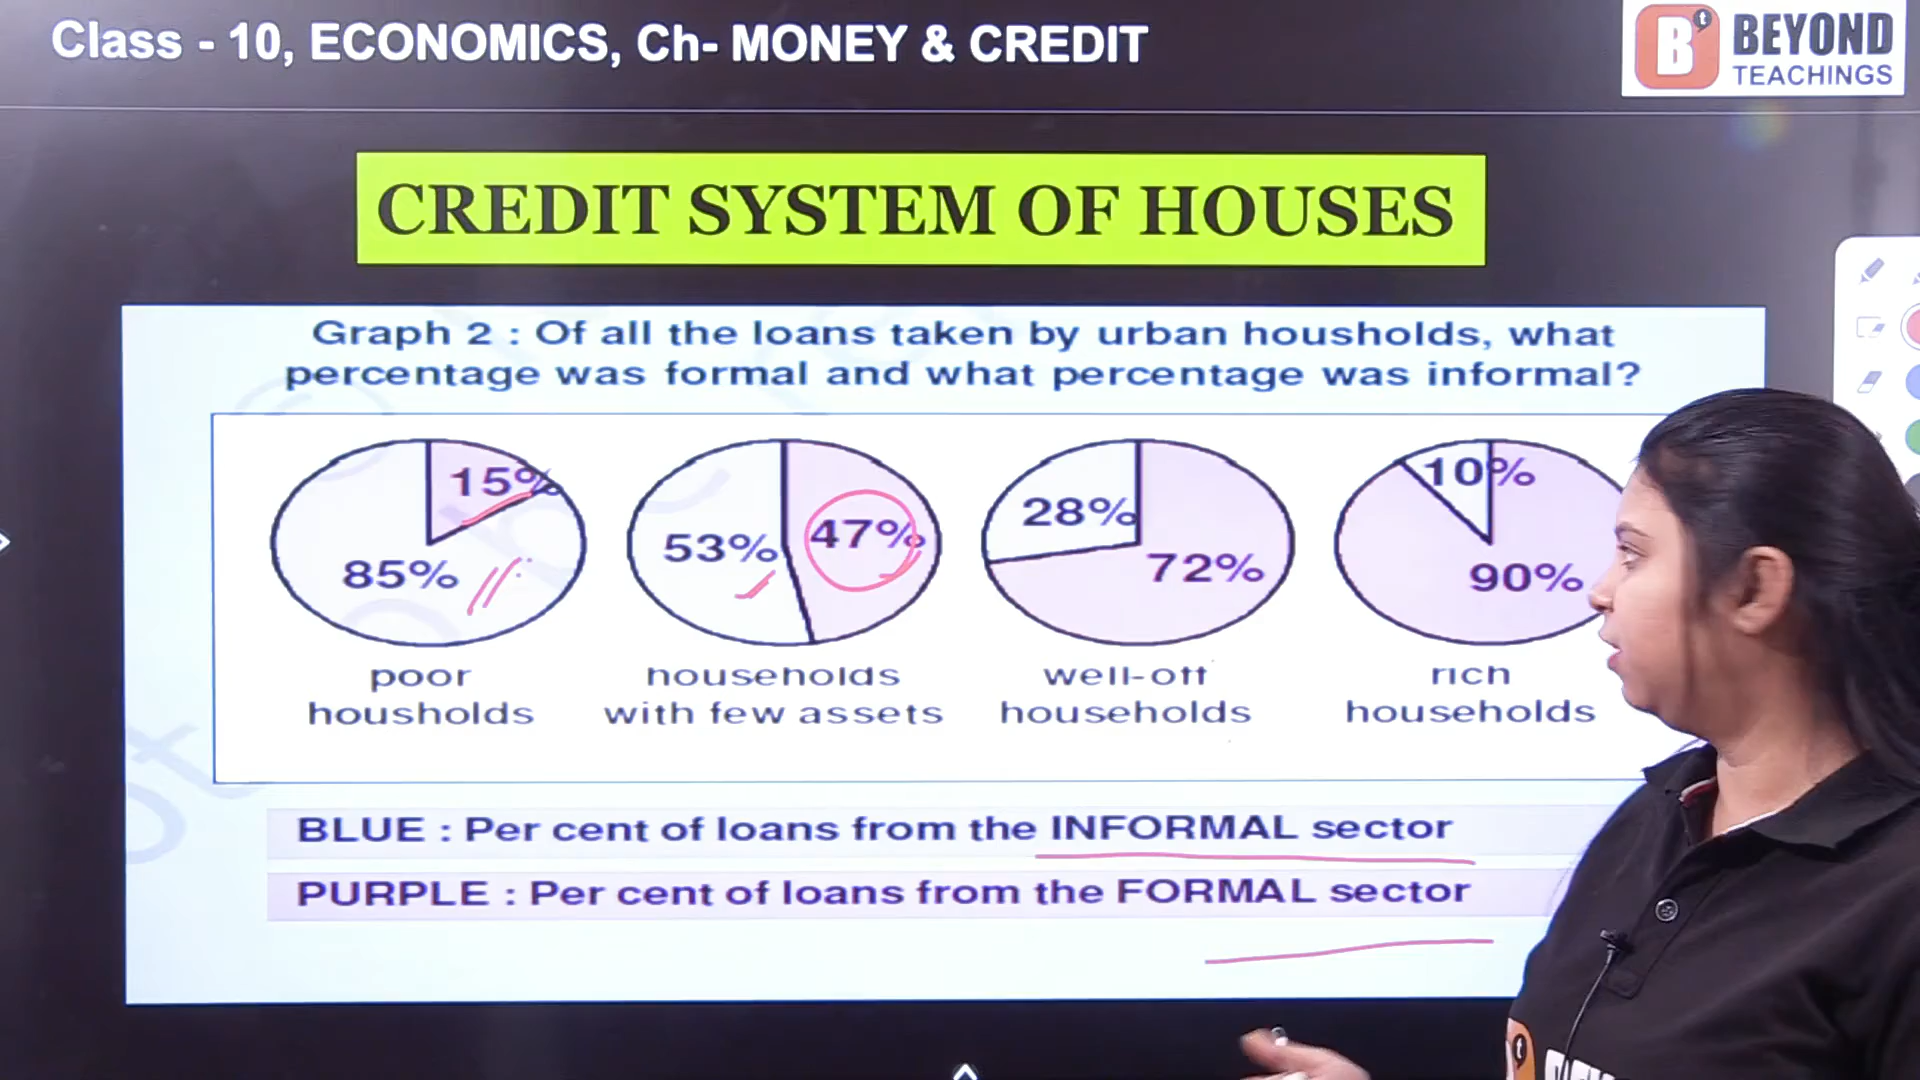 Class - 10, ECONOMICS, Ch- MONEY & CREDIT
B t BEYOND
TEACHINGS
CREDIT SYSTEM OF HOUSES
Graph 2 : Of all the loans taken by urban housholds, what
percentage was formal and what percentage was informal?
15%
85%
53%
47%
28%
72%
10%
90%
poor
housholds
households
with few assets
well-off
households
rich
households
BLUE : Per cent of loans from the INFORMAL sector
PURPLE : Per cent of loans from the FORMAL sector